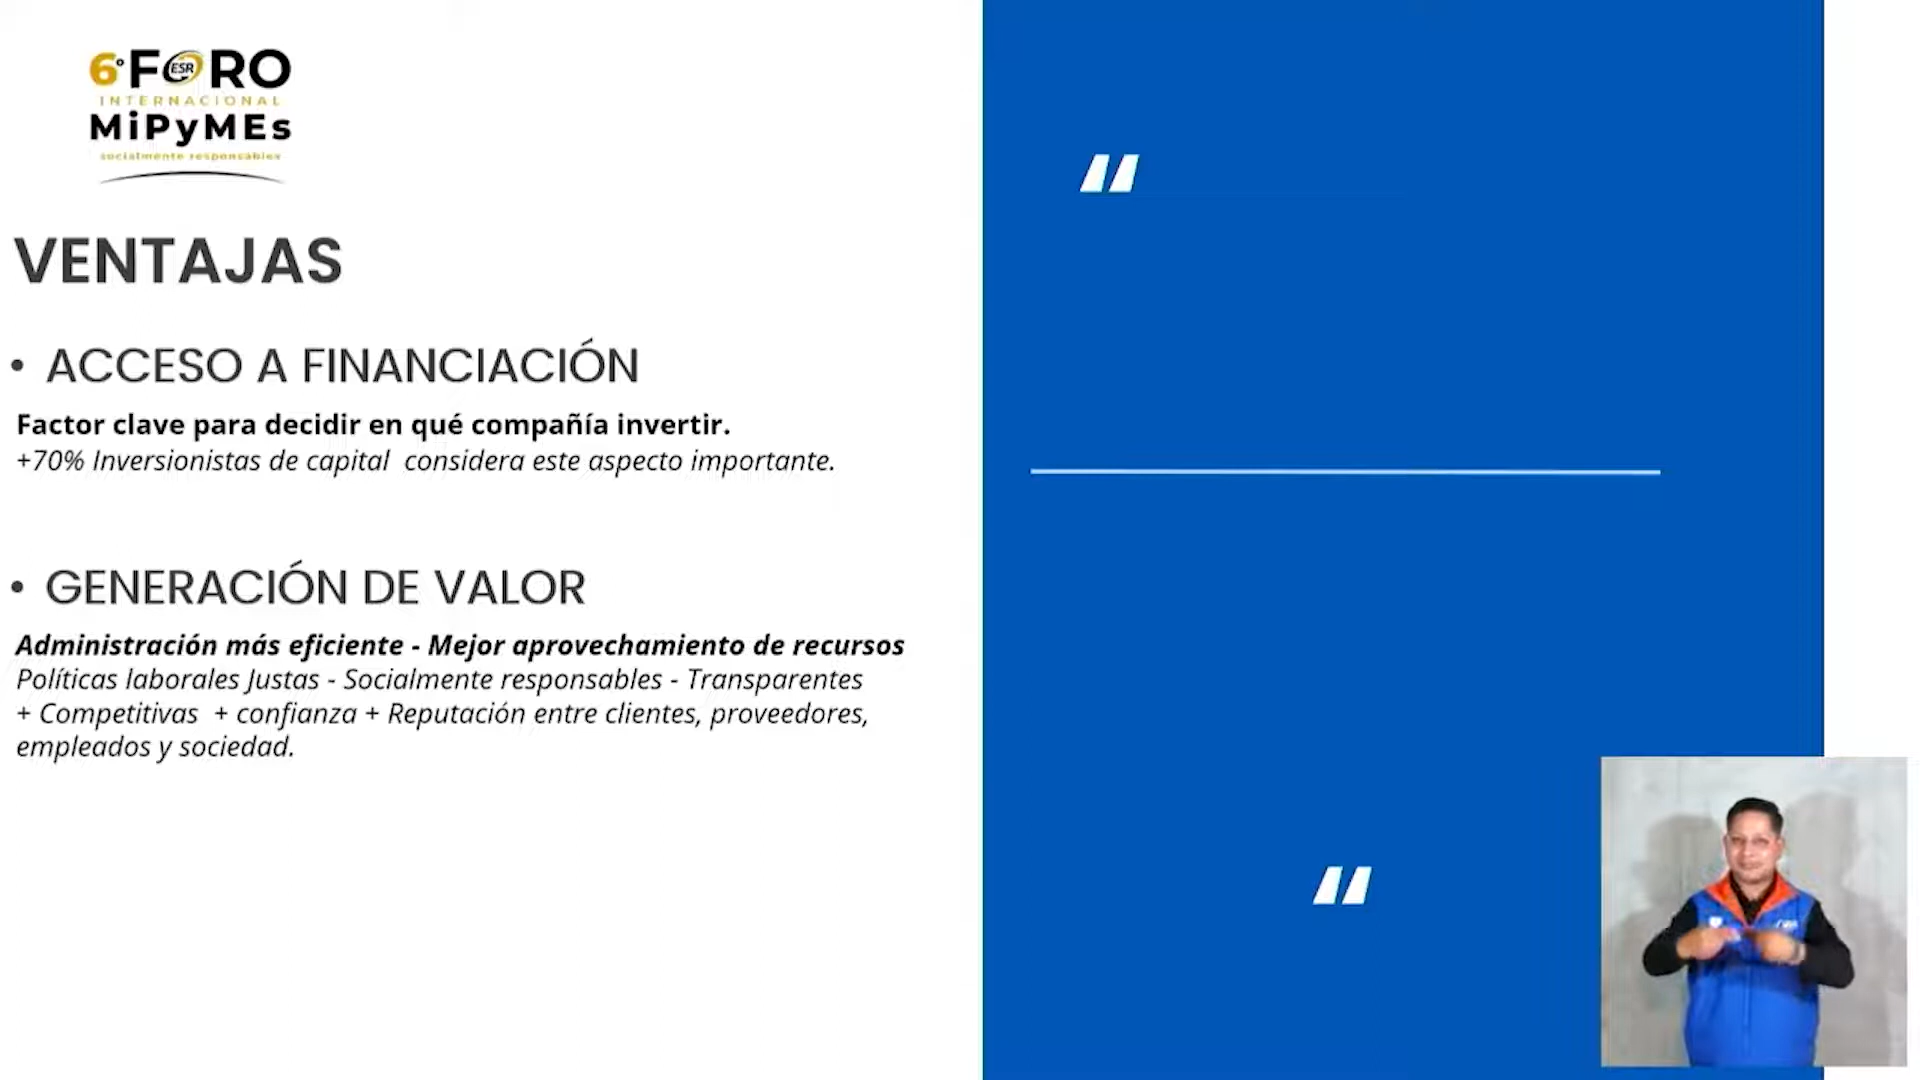 6° FORO
ESR
INTERNACIONAL
MiPyMEs
socialmente responsables
VENTAJAS
• ACCESO A FINANCIACIÓN
Factor clave para decidir en qué compañía invertir.
+70% Inversionistas de capital considera este aspecto importante.
• GENERACIÓN DE VALOR
Administración más eficiente - Mejor aprovechamiento de recursos
Políticas laborales Justas - Socialmente responsables - Transparentes
+ Competitivas + confianza + Reputación entre clientes, proveedores,
empleados y sociedad.